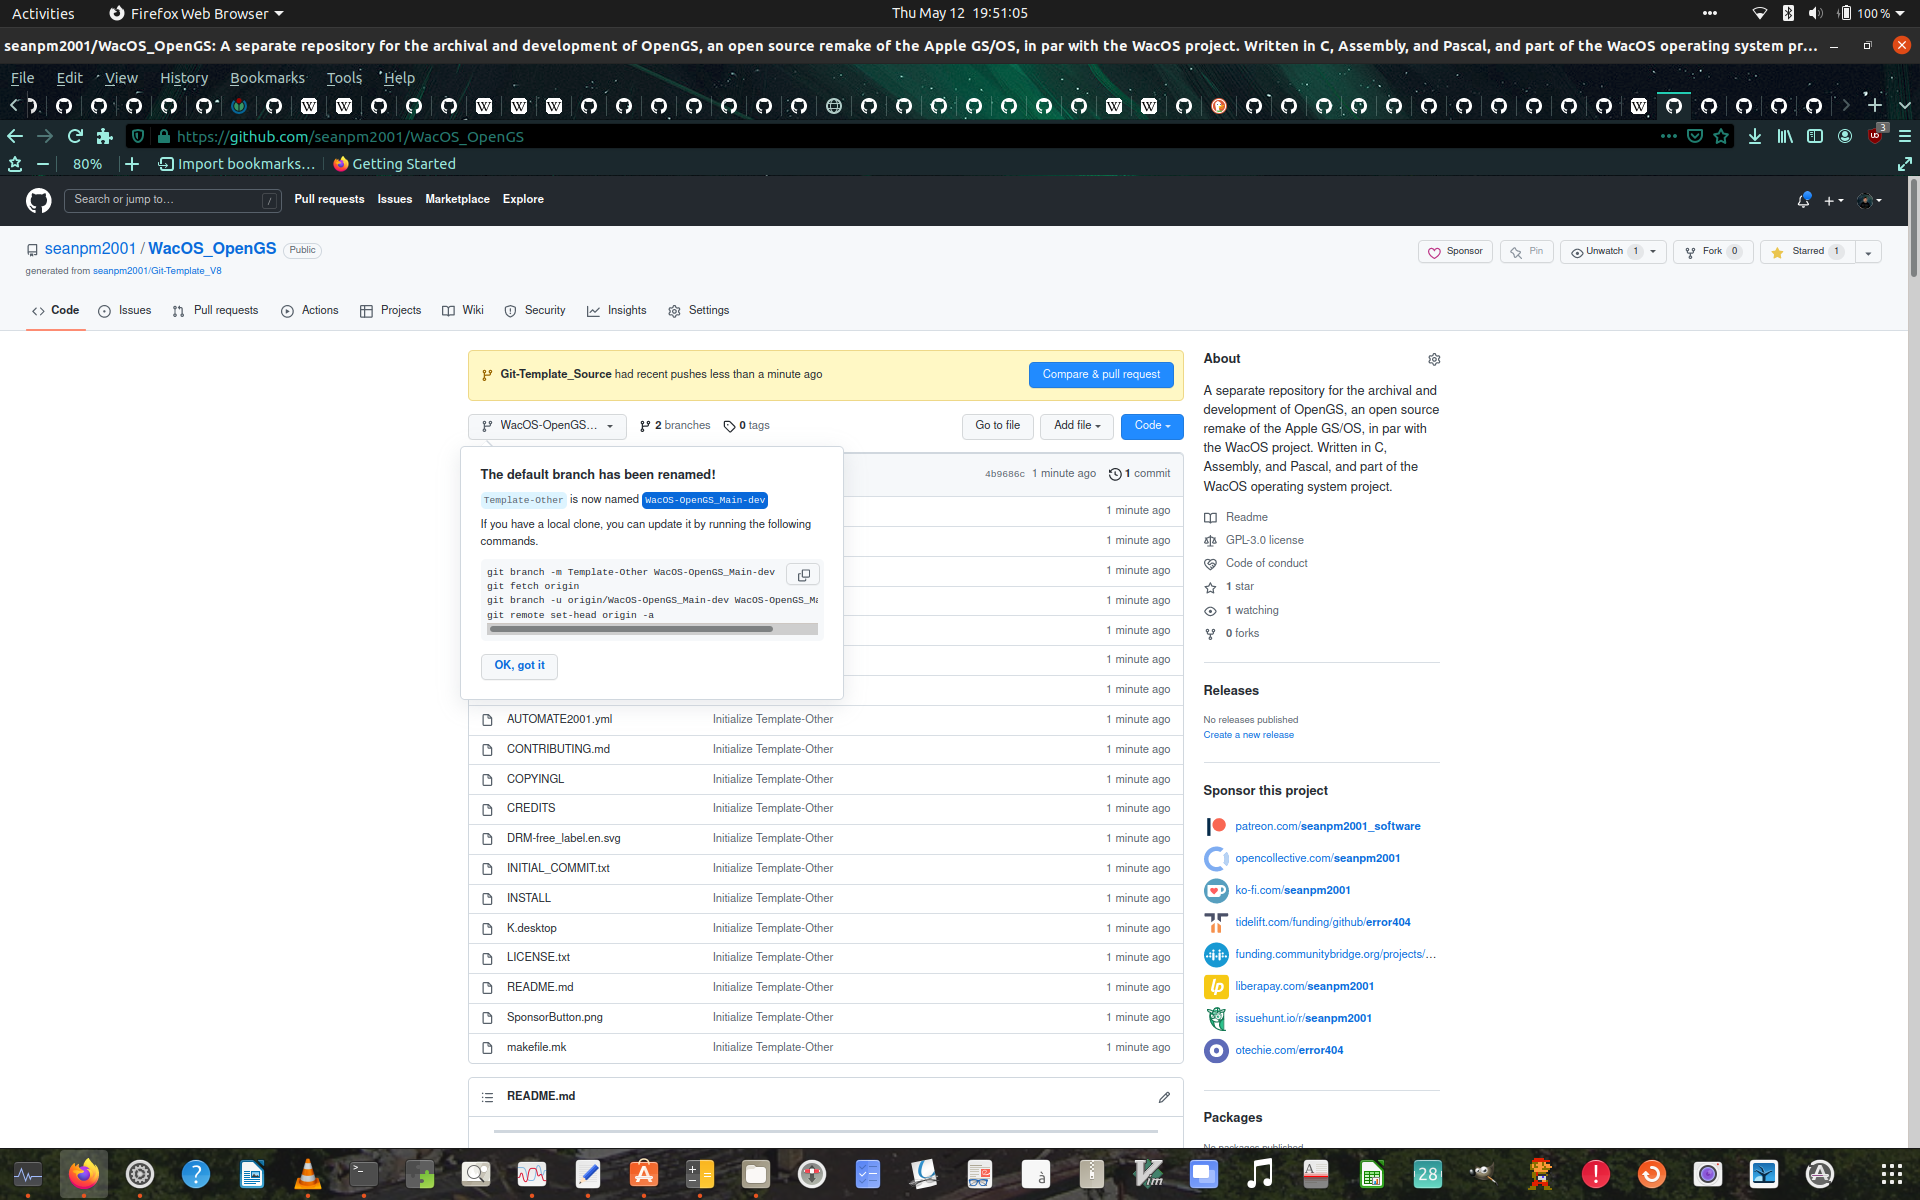 Activities
Firefox Web Browser
Thu May 12 19:51:05
100 %
seanpm2001/WacOS_OpenGS: A separate repository for the archival and development of OpenGS, an open source remake of the Apple GS/OS, in par with the WacOS project. Written in C, Assembly, and Pascal, and part of the WacOS operating system pr…
File Edit View History Bookmarks Tools Help
https://github.com/seanpm2001/WacOS_OpenGS
3
80%
Import bookmarks…
Getting Started
Search or jump to…
/
Pull requests Issues Marketplace Explore
seanpm2001 / WacOS_OpenGS Public
generated from seanpm2001/Git-Template_V8
Sponsor
Pin
Unwatch 1
Fork 0
Starred 1
Code Issues Pull requests Actions Projects Wiki Security Insights Settings
Git-Template_Source had recent pushes less than a minute ago
Compare & pull request
WacOS-OpenGS…
2 branches
0 tags
Go to file
Add file
Code
The default branch has been renamed!
Template-Other is now named WacOS-OpenGS_Main-dev
If you have a local clone, you can update it by running the following
commands.
git branch -m Template-Other WacOS-OpenGS_Main-dev
git fetch origin
git branch -u origin/WacOS-OpenGS_Main-dev WacOS-OpenGS_Ma
git remote set-head origin -a
OK, got it
4b9686c 1 minute ago 1 commit
1 minute ago
1 minute ago
1 minute ago
1 minute ago
1 minute ago
1 minute ago
1 minute ago
AUTOMATE2001.yml Initialize Template-Other 1 minute ago
CONTRIBUTING.md Initialize Template-Other 1 minute ago
COPYINGL Initialize Template-Other 1 minute ago
CREDITS Initialize Template-Other 1 minute ago
DRM-free_label.en.svg Initialize Template-Other 1 minute ago
INITIAL_COMMIT.txt Initialize Template-Other 1 minute ago
INSTALL Initialize Template-Other 1 minute ago
K.desktop Initialize Template-Other 1 minute ago
LICENSE.txt Initialize Template-Other 1 minute ago
README.md Initialize Template-Other 1 minute ago
SponsorButton.png Initialize Template-Other 1 minute ago
makefile.mk Initialize Template-Other 1 minute ago
README.md
About
A separate repository for the archival and
development of OpenGS, an open source
remake of the Apple GS/OS, in par with
the WacOS project. Written in C,
Assembly, and Pascal, and part of the
WacOS operating system project.
Readme
GPL-3.0 license
Code of conduct
1 star
1 watching
0 forks
Releases
No releases published
Create a new release
Sponsor this project
patreon.com/seanpm2001_software
opencollective.com/seanpm2001
ko-fi.com/seanpm2001
tidelift.com/funding/github/error404
funding.communitybridge.org/projects/…
liberapay.com/seanpm2001
issuehunt.io/r/seanpm2001
otechie.com/error404
Packages
No packages published
28